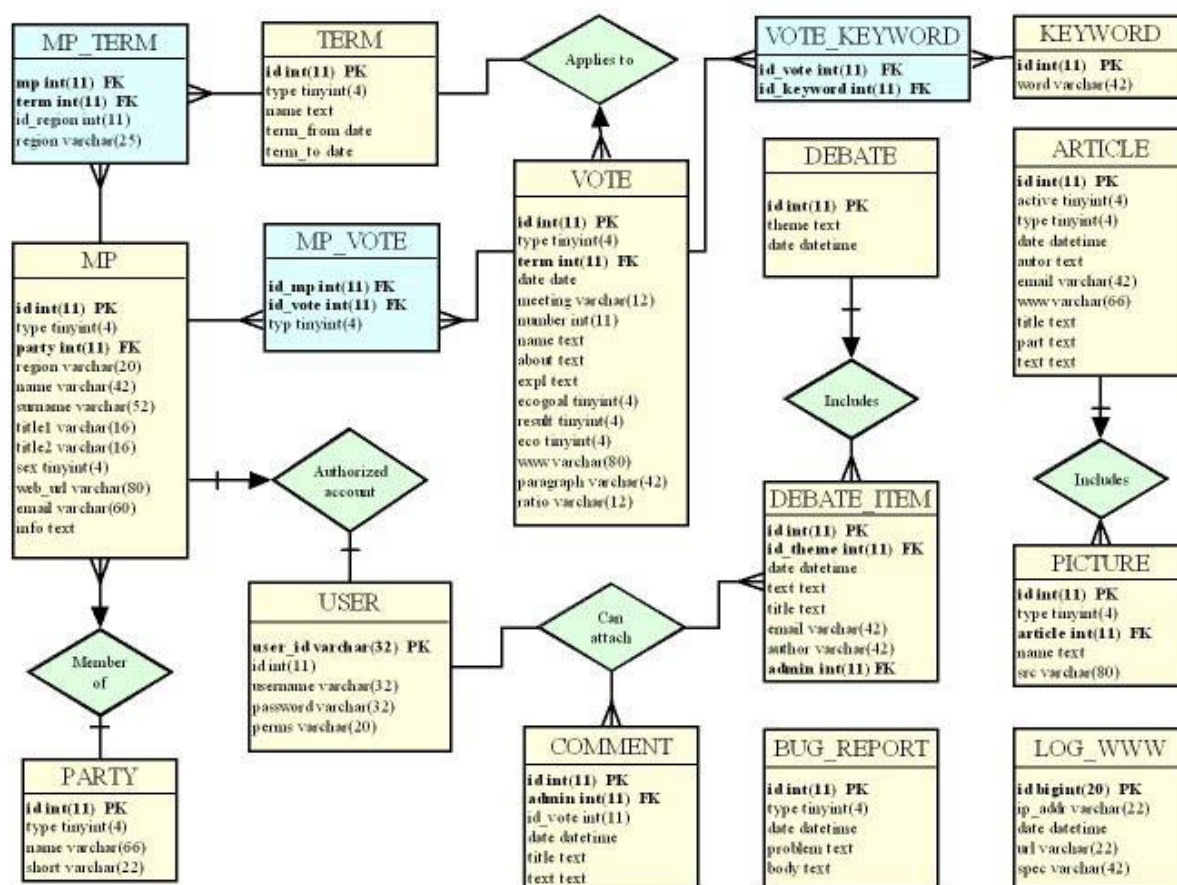 MP_TERM
mp int(11) FK
term int(11) FK
id_region int(11)
region varchar(25)
TERM
id int(11) PK
type tinyint(4)
name text
term_from date
term_to date
Applies to
VOTE_KEYWORD
id_vote int(11) FK
id_keyword int(11) FK
KEYWORD
id int(11) PK
word varchar(42)
MP
id int(11) PK
type tinyint(4)
party int(11) FK
region varchar(20)
name varchar(42)
surname varchar(52)
title1 varchar(16)
title2 varchar(16)
sex tinyint(4)
web_url varchar(80)
email varchar(60)
info text
MP_VOTE
id_mp int(11) FK
id_vote int(11) FK
typ tinyint(4)
VOTE
id int(11) PK
type tinyint(4)
term int(11) FK
date date
meeting varchar(12)
number int(11)
name text
about text
expl text
ecogoal tinyint(4)
result tinyint(4)
eco tinyint(4)
www varchar(80)
paragraph varchar(42)
ratio varchar(12)
DEBATE
id int(11) PK
theme text
date datetime
ARTICLE
id int(11) PK
active tinyint(4)
type tinyint(4)
date datetime
autor text
email varchar(42)
www varchar(66)
title text
part text
text text
Includes
Includes
Authorized
account
DEBATE_ITEM
id int(11) PK
id_theme int(11) FK
date datetime
text text
title text
email varchar(42)
author varchar(42)
admin int(11) FK
PICTURE
id int(11) PK
type tinyint(4)
article int(11) FK
name text
src varchar(80)
Member
of
USER
user_id varchar(32) PK
id int(11)
username varchar(32)
password varchar(32)
perms varchar(20)
Can
attach
PARTY
id int(11) PK
type tinyint(4)
name varchar(66)
short varchar(22)
COMMENT
id int(11) PK
admin int(11) FK
id_vote int(11)
date datetime
title text
text text
BUG_REPORT
id int(11) PK
type tinyint(4)
date datetime
problem text
body text
LOG_WWW
id bigint(20) PK
ip_addr varchar(22)
date datetime
url varchar(22)
spec varchar(42)